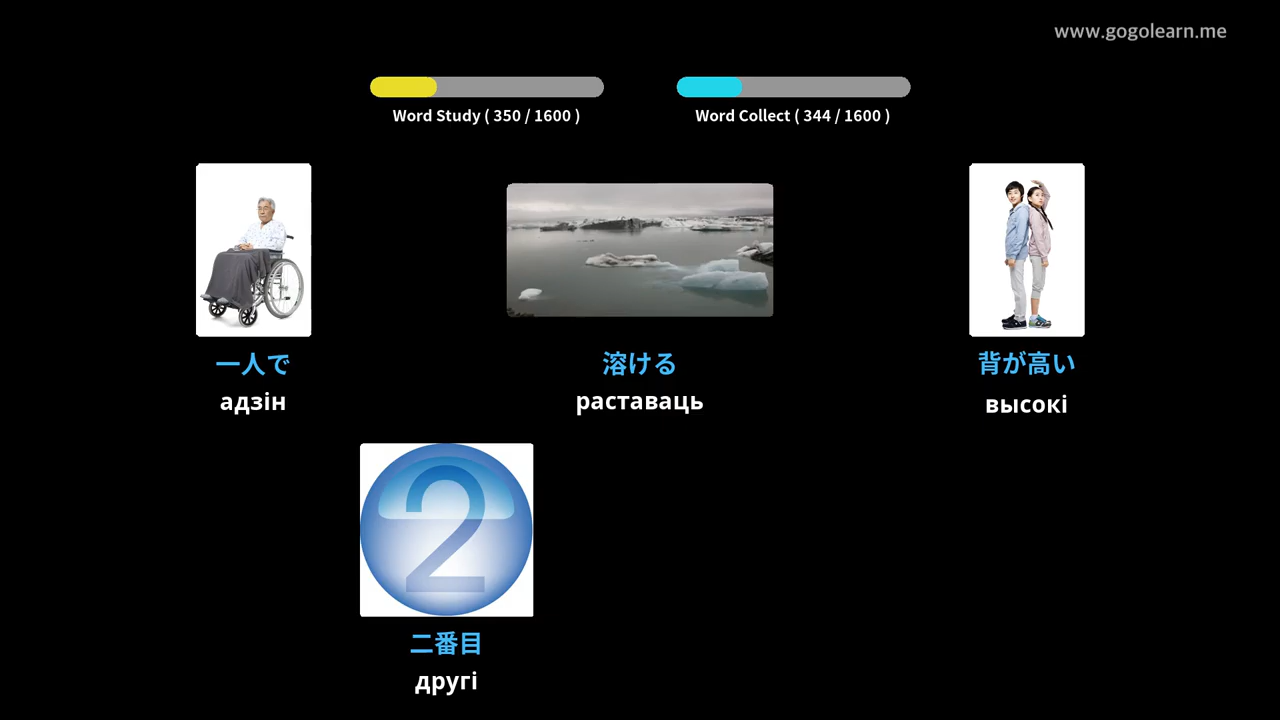 www.gogolearn.me
Word Study ( 350 / 1600 )
Word Collect ( 344 / 1600 )
一人で
адзін
溶ける
раставаць
背が高い
высокі
2
二番目
другі